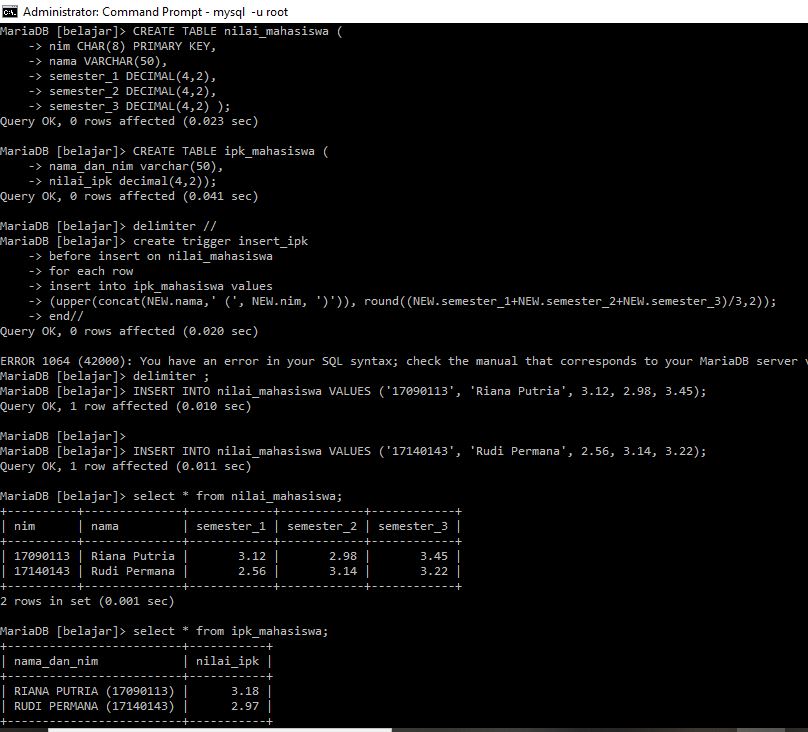 Administrator: Command Prompt - mysql -u root
MariaDB [belajar]> CREATE TABLE nilai_mahasiswa (
    -> nim CHAR(8) PRIMARY KEY,
    -> nama VARCHAR(50),
    -> semester_1 DECIMAL(4,2),
    -> semester_2 DECIMAL(4,2),
    -> semester_3 DECIMAL(4,2) );
Query OK, 0 rows affected (0.023 sec)
MariaDB [belajar]> CREATE TABLE ipk_mahasiswa (
    -> nama_dan_nim varchar(50),
    -> nilai_ipk decimal(4,2));
Query OK, 0 rows affected (0.041 sec)
MariaDB [belajar]> delimiter //
MariaDB [belajar]> create trigger insert_ipk
    -> before insert on nilai_mahasiswa
    -> for each row
    -> insert into ipk_mahasiswa values
    -> (upper(concat(NEW.nama,' (', NEW.nim, ')')), round((NEW.semester_1+NEW.semester_2+NEW.semester_3)/3,2));
    -> end//
Query OK, 0 rows affected (0.020 sec)
ERROR 1064 (42000): You have an error in your SQL syntax; check the manual that corresponds to your MariaDB server
MariaDB [belajar]> delimiter ;
MariaDB [belajar]> INSERT INTO nilai_mahasiswa VALUES ('17090113', 'Riana Putria', 3.12, 2.98, 3.45);
Query OK, 1 row affected (0.010 sec)
MariaDB [belajar]>
MariaDB [belajar]> INSERT INTO nilai_mahasiswa VALUES ('17140143', 'Rudi Permana', 2.56, 3.14, 3.22);
Query OK, 1 row affected (0.011 sec)
MariaDB [belajar]> select * from nilai_mahasiswa;
+----------+--------------+------------+------------+------------+
| nim      | nama         | semester_1 | semester_2 | semester_3 |
+----------+--------------+------------+------------+------------+
| 17090113 | Riana Putria |       3.12 |       2.98 |       3.45 |
| 17140143 | Rudi Permana |       2.56 |       3.14 |       3.22 |
+----------+--------------+------------+------------+------------+
2 rows in set (0.001 sec)
MariaDB [belajar]> select * from ipk_mahasiswa;
+-------------------------+-----------+
| nama_dan_nim            | nilai_ipk |
+-------------------------+-----------+
| RIANA PUTRIA (17090113) |      3.18 |
| RUDI PERMANA (17140143) |      2.97 |
+-------------------------+-----------+